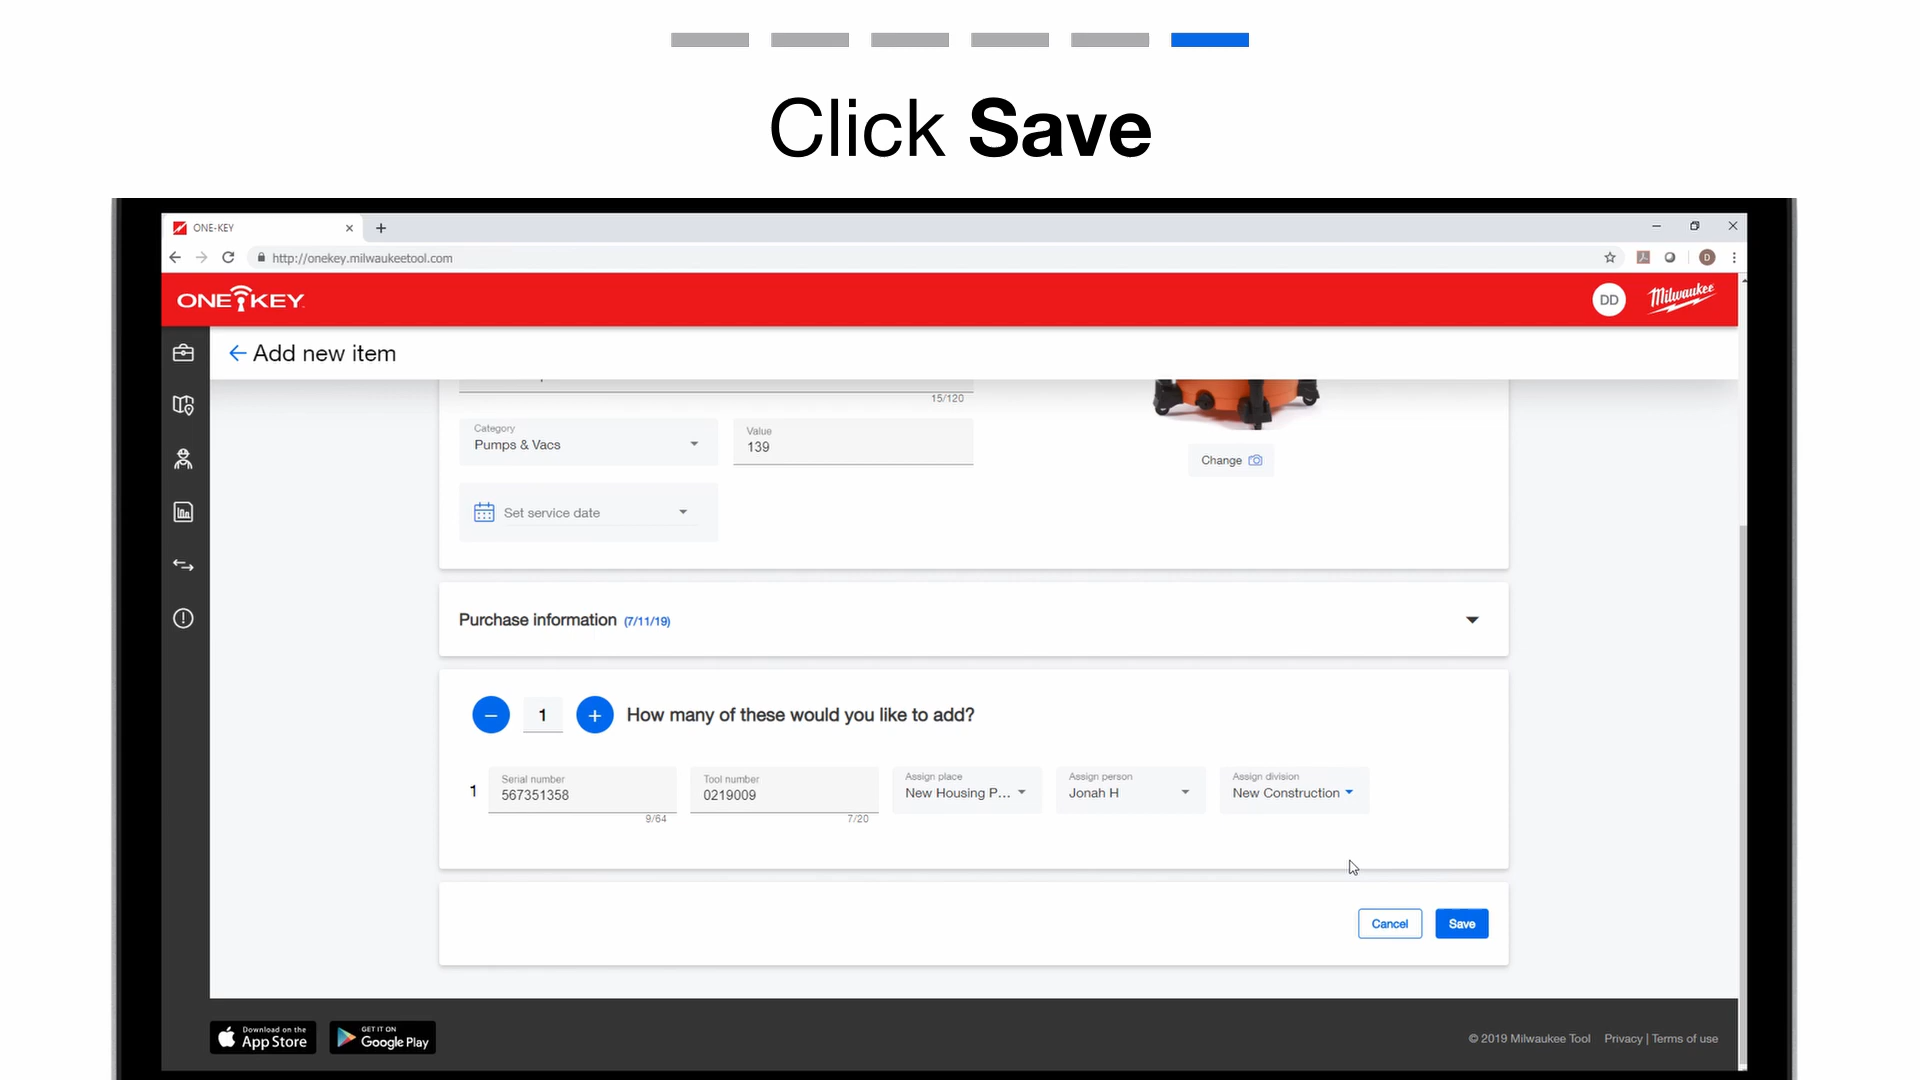 Click Save
ONE-KEY
http://onekey.milwaukeetool.com
D
ONE KEY
DD
Milwaukee
Add new item
15/120
Category
Pumps & Vacs
Value
139
Change
Set service date
Purchase information (7/11/19)
1
How many of these would you like to add?
1
Serial number
567351358
9/64
Tool number
0219009
7/20
Assign place
New Housing P...
Assign person
Jonah H
Assign division
New Construction
Cancel
Save
Download on the
App Store
GET IT ON
Google Play
© 2019 Milwaukee Tool
Privacy | Terms of use